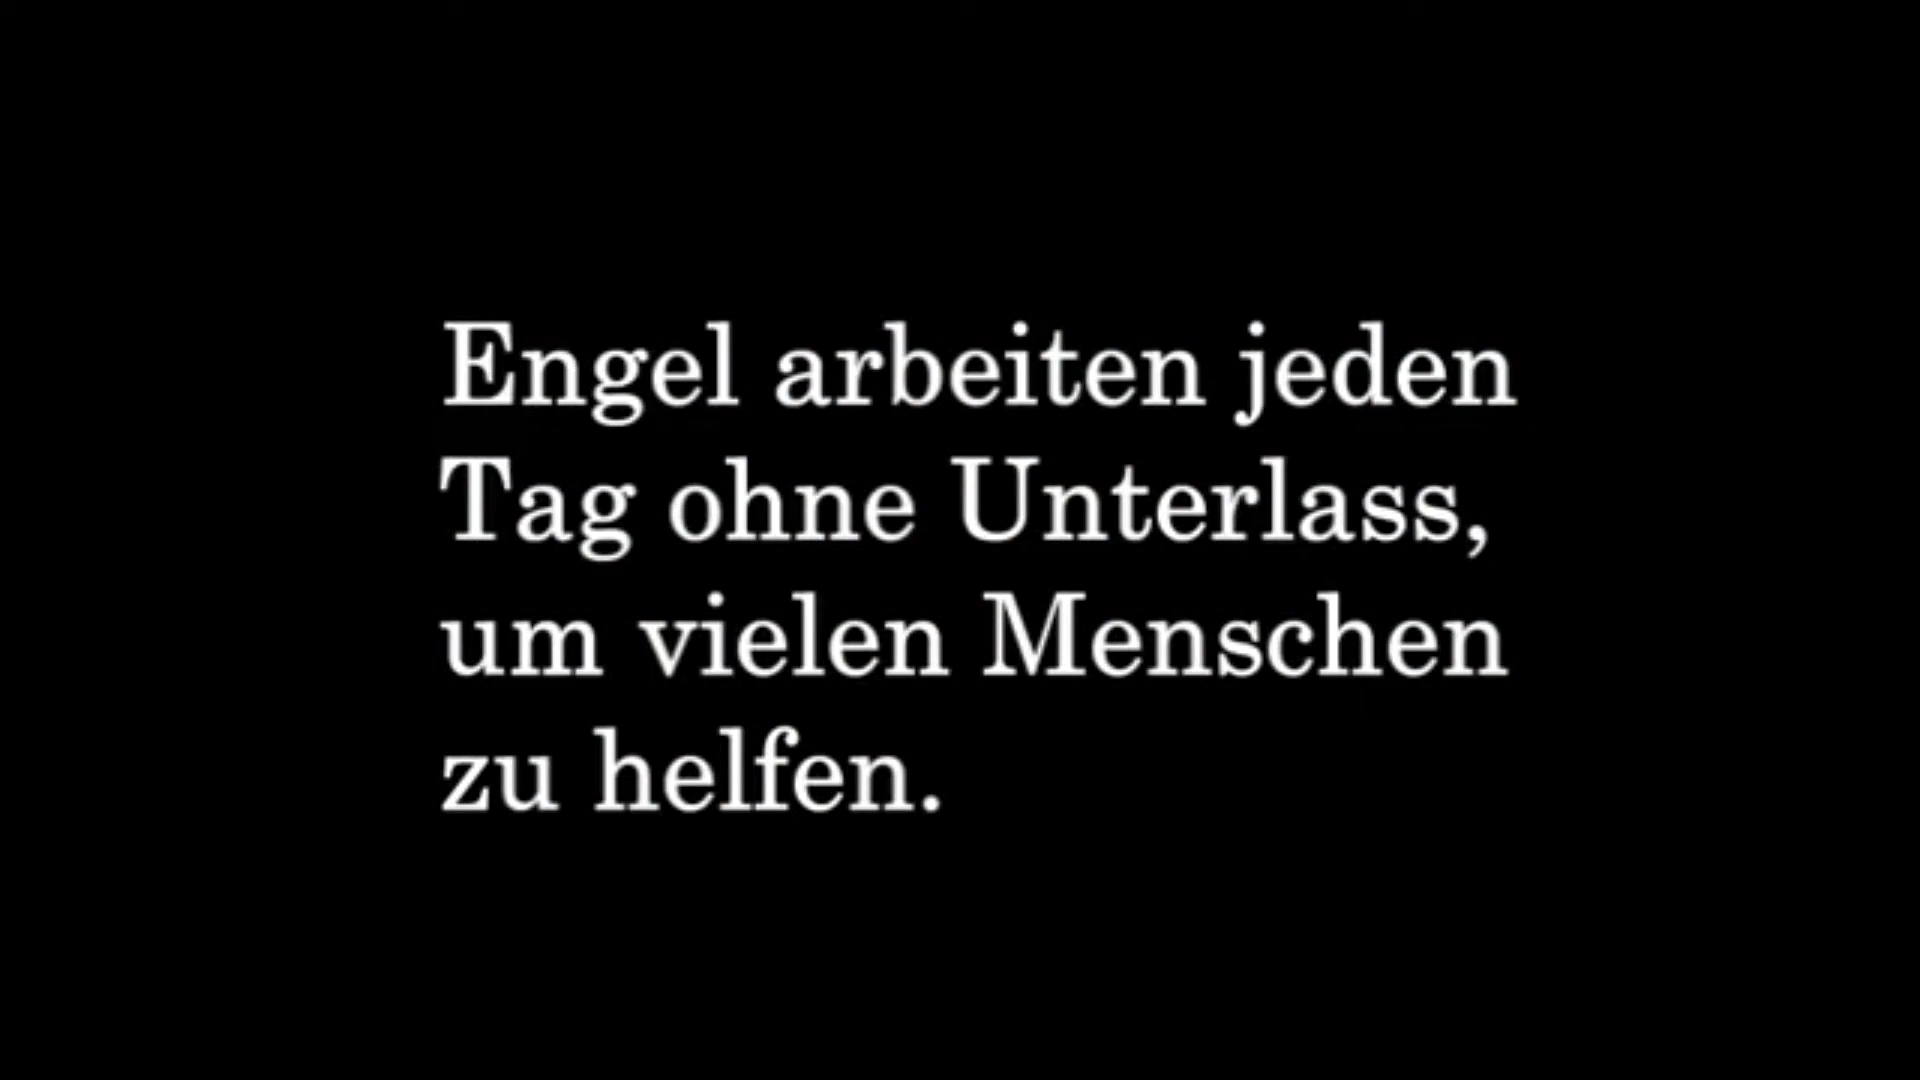 Engel arbeiten jeden
Tag ohne Unterlass,
um vielen Menschen
zu helfen.